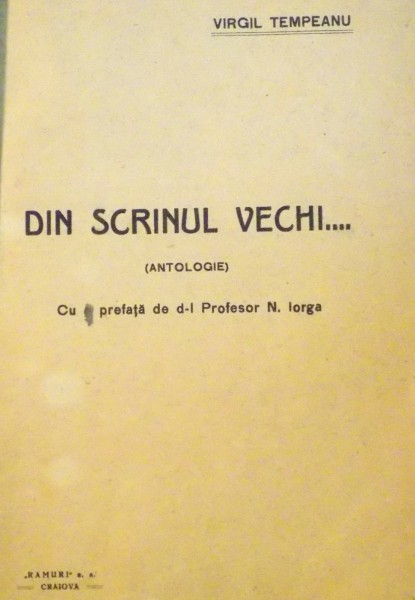 VIRGIL TEMPEANU
DIN SCRINUL VECHI....
(ANTOLOGIE)
Cu prefață de d-l Profesor N. Iorga
„RAMURI" s. a.
CRAIOVA